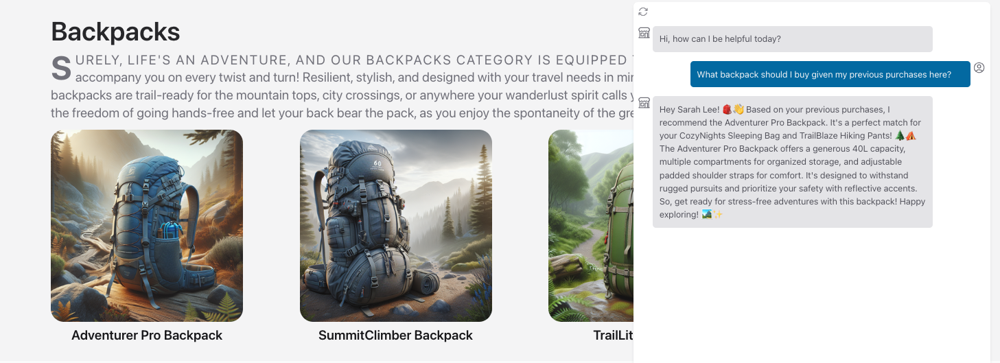 Backpacks
SURELY, LIFE'S AN ADVENTURE, AND OUR BACKPACKS CATEGORY IS EQUIPPED
accompany you on every twist and turn! Resilient, stylish, and designed with your travel needs in
backpacks are trail-ready for the mountain tops, city crossings, or anywhere your wanderlust spirit calls
the freedom of going hands-free and let your back bear the pack, as you enjoy the spontaneity of the
60
Adventurer Pro Backpack
SummitClimber Backpack
Hi, how can I be helpful today?
What backpack should I buy given my previous purchases here?
Hey Sarah Lee! 🎒👋 Based on your previous purchases, I
recommend the Adventurer Pro Backpack. It's a perfect match for
your CozyNights Sleeping Bag and TrailBlaze Hiking Pants! 🌲⛺
The Adventurer Pro Backpack offers a generous 40L capacity,
multiple compartments for organized storage, and adjustable
padded shoulder straps for comfort. It's designed to withstand
rugged pursuits and prioritize your safety with reflective accents.
So, get ready for stress-free adventures with this backpack! Happy
exploring! 🏞️✨